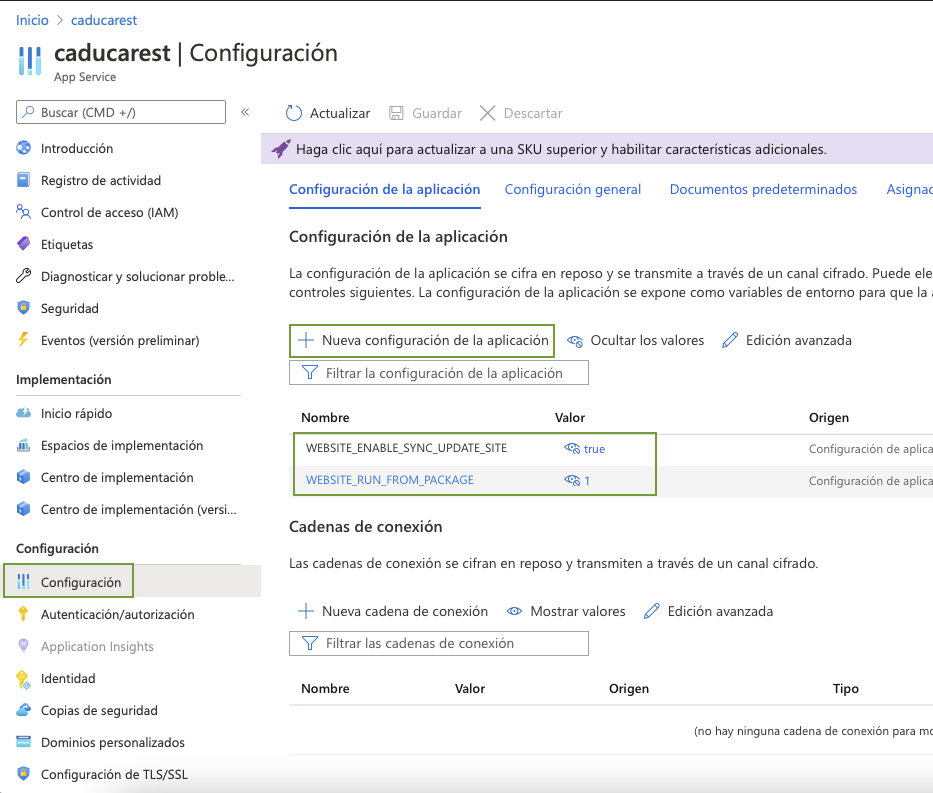 Inicio > caducarest
caducarest | Configuración
App Service
Buscar (CMD +/)
«
Actualizar
Guardar
Descartar
Haga clic aquí para actualizar a una SKU superior y habilitar características adicionales.
Introducción
Registro de actividad
Control de acceso (IAM)
Etiquetas
Diagnosticar y solucionar proble...
Seguridad
Eventos (versión preliminar)
Implementación
Inicio rápido
Espacios de implementación
Centro de implementación
Centro de implementación (versi...
Configuración
Configuración
Autenticación/autorización
Application Insights
Identidad
Copias de seguridad
Dominios personalizados
Configuración de TLS/SSL
Configuración de la aplicación
Configuración general
Documentos predeterminados
Asignac
Configuración de la aplicación
La configuración de la aplicación se cifra en reposo y se transmite a través de un canal cifrado. Puede ele
controles siguientes. La configuración de la aplicación se expone como variables de entorno para que la a
Nueva configuración de la aplicación
Ocultar los valores
Edición avanzada
Filtrar la configuración de la aplicación
Nombre Valor Origen
WEBSITE_ENABLE_SYNC_UPDATE_SITE true Configuración de aplica
WEBSITE_RUN_FROM_PACKAGE 1 Configuración de aplica
Cadenas de conexión
Las cadenas de conexión se cifran en reposo y transmiten a través de un canal cifrado.
Nueva cadena de conexión
Mostrar valores
Edición avanzada
Filtrar las cadenas de conexión
Nombre Valor Origen Tipo
(no hay ninguna cadena de conexión para mo